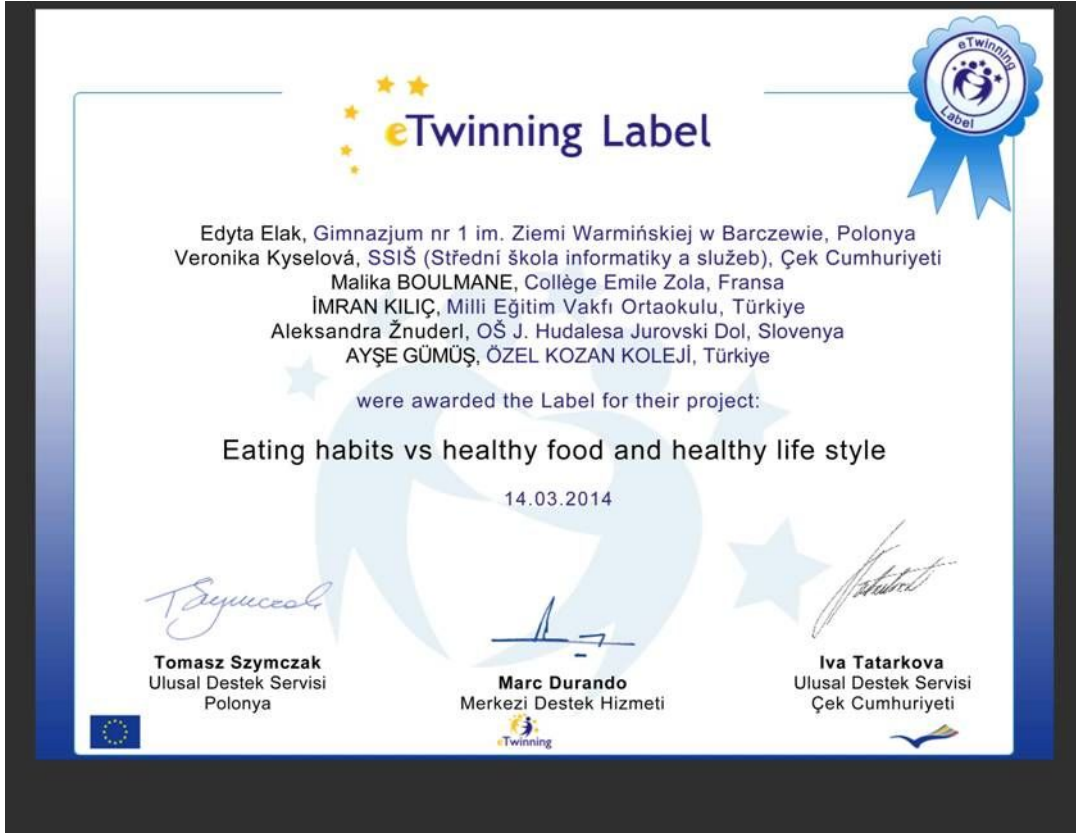 eTwinning
Label
eTwinning Label
Edyta Elak, Gimnazjum nr 1 im. Ziemi Warmińskiej w Barczewie, Polonya
Veronika Kyselová, SSIŠ (Střední škola informatiky a služeb), Çek Cumhuriyeti
Malika BOULMANE, Collège Emile Zola, Fransa
İMRAN KILIÇ, Milli Eğitim Vakfı Ortaokulu, Türkiye
Aleksandra Žnuderl, OŠ J. Hudalesa Jurovski Dol, Slovenya
AYŞE GÜMÜŞ, ÖZEL KOZAN KOLEJİ, Türkiye
were awarded the Label for their project:
Eating habits vs healthy food and healthy life style
14.03.2014
Tomasz Szymczak
Ulusal Destek Servisi
Polonya
Marc Durando
Merkezi Destek Hizmeti
eTwinning
Iva Tatarkova
Ulusal Destek Servisi
Çek Cumhuriyeti